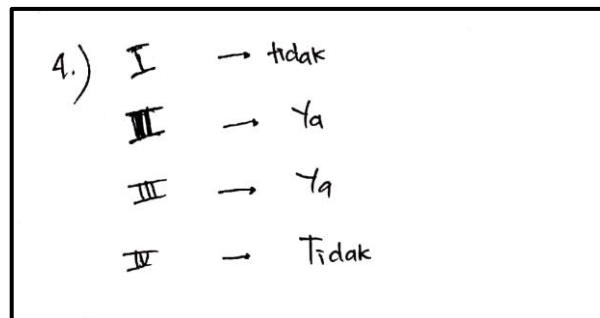 4.) I → tidak
II → Ya
III → Ya
IV → Tidak